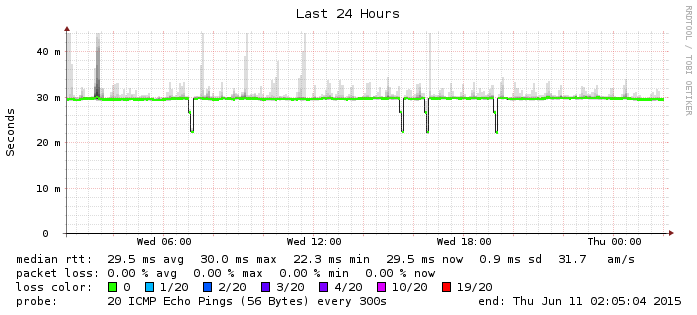 Last 24 Hours
RRDTOOL / TOBI OETIKER
40 m
30 m
20 m
10 m
0
Seconds
Wed 06:00 Wed 12:00 Wed 18:00 Thu 00:00
median rtt: 29.5 ms avg 30.0 ms max 22.3 ms min 29.5 ms now 0.9 ms sd 31.7 am/s
packet loss: 0.00 % avg 0.00 % max 0.00 % min 0.00 % now
loss color: 0 1/20 2/20 3/20 4/20 10/20 19/20
probe: 20 ICMP Echo Pings (56 Bytes) every 300s end: Thu Jun 11 02:05:04 2015